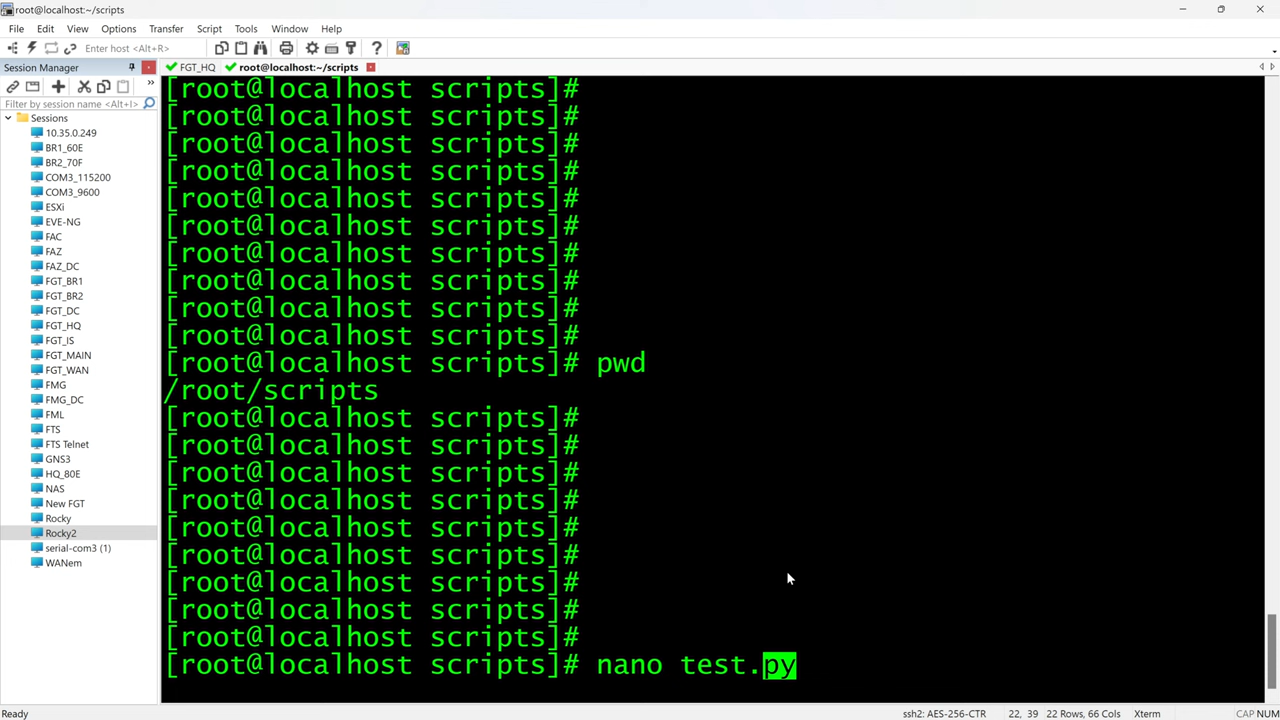 root@localhost:~/scripts
File Edit View Options Transfer Script Tools Window Help
Enter host <Alt+R>
Session Manager
FGT_HQ
root@localhost:~/scripts
Filter by session name <Alt+I>
Sessions
10.35.0.249
BR1_60E
BR2_70F
COM3_115200
COM3_9600
ESXi
EVE-NG
FAC
FAZ
FAZ_DC
FGT_BR1
FGT_BR2
FGT_DC
FGT_HQ
FGT_IS
FGT_MAIN
FGT_WAN
FMG
FMG_DC
FML
FTS
FTS Telnet
GNS3
HQ_80E
NAS
New FGT
Rocky
Rocky2
serial-com3 (1)
WANem
[root@localhost scripts]#
[root@localhost scripts]#
[root@localhost scripts]#
[root@localhost scripts]#
[root@localhost scripts]#
[root@localhost scripts]#
[root@localhost scripts]#
[root@localhost scripts]#
[root@localhost scripts]#
[root@localhost scripts]#
[root@localhost scripts]# pwd
/root/scripts
[root@localhost scripts]#
[root@localhost scripts]#
[root@localhost scripts]#
[root@localhost scripts]#
[root@localhost scripts]#
[root@localhost scripts]#
[root@localhost scripts]#
[root@localhost scripts]#
[root@localhost scripts]#
[root@localhost scripts]# nano test.py
Ready
ssh2: AES-256-CTR 22, 39 22 Rows, 66 Cols Xterm CAP NUM